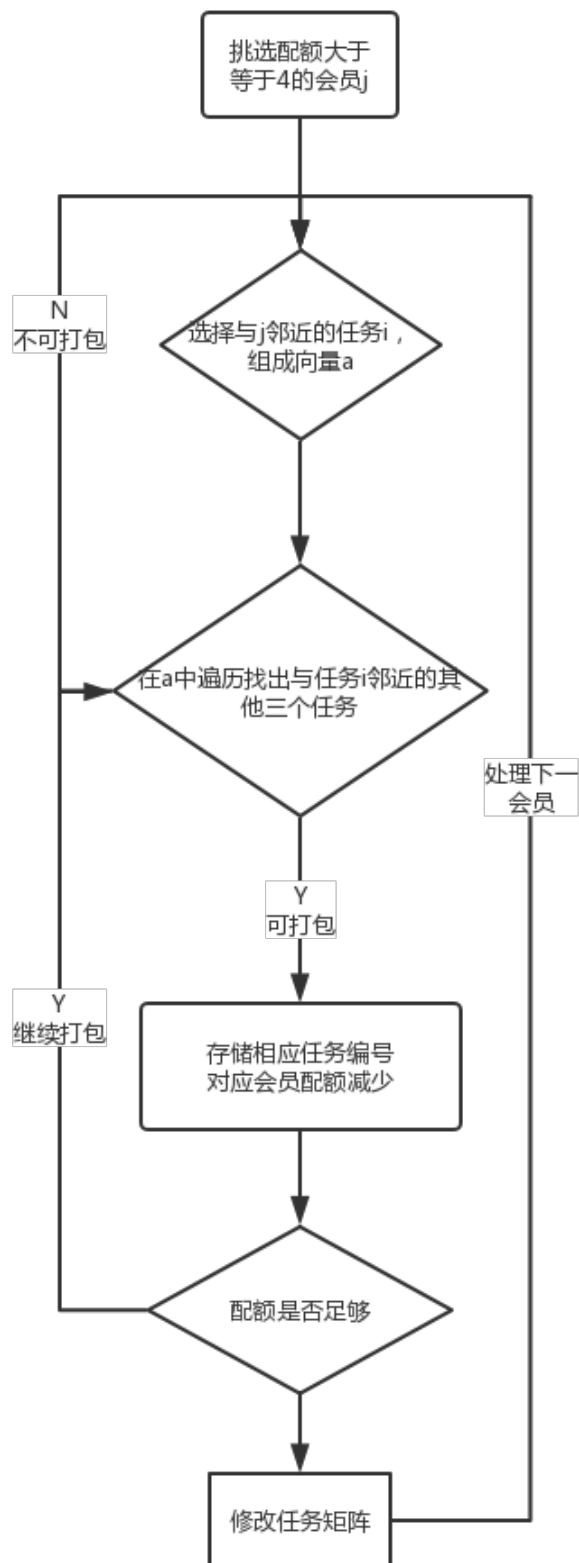 挑选配额大于
等于4的会员j
N
不可打包
选择与j邻近的任务i，
组成向量a
在a中遍历找出与任务i邻近的其
他三个任务
处理下一
会员
Y
可打包
Y
继续打包
存储相应任务编号
对应会员配额减少
配额是否足够
修改任务矩阵